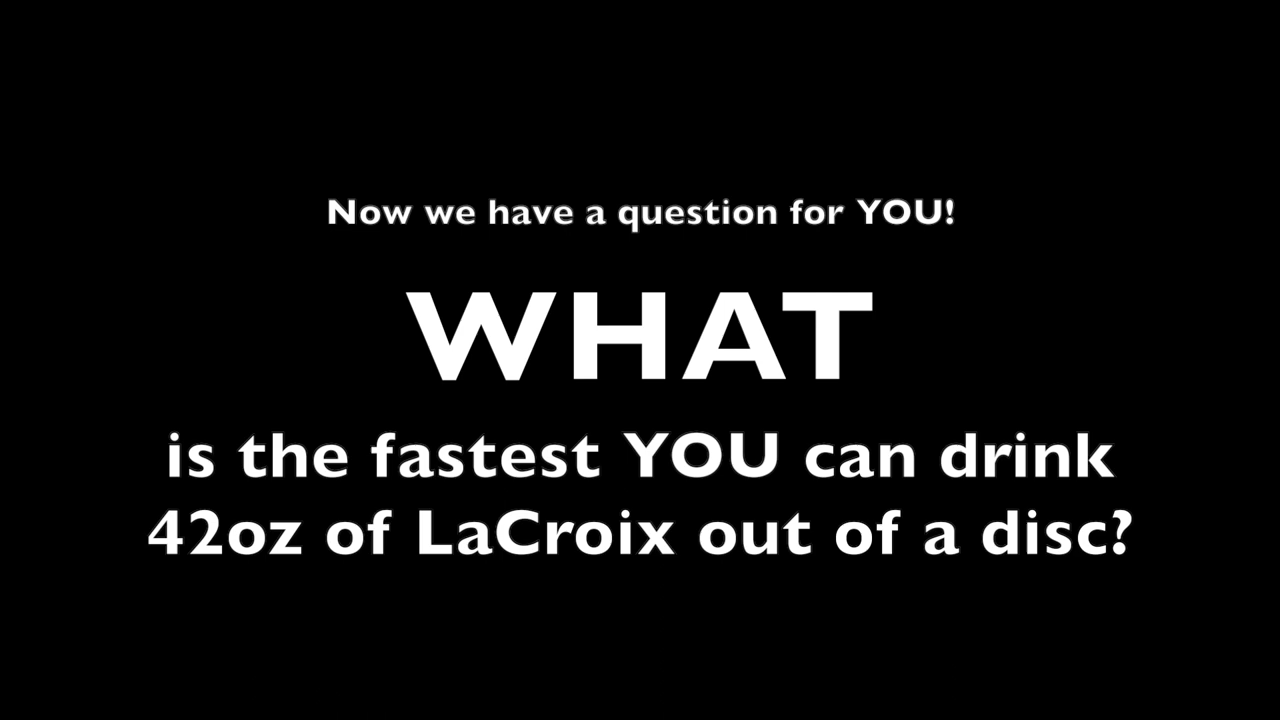 Now we have a question for YOU!
WHAT
is the fastest YOU can drink
42oz of LaCroix out of a disc?